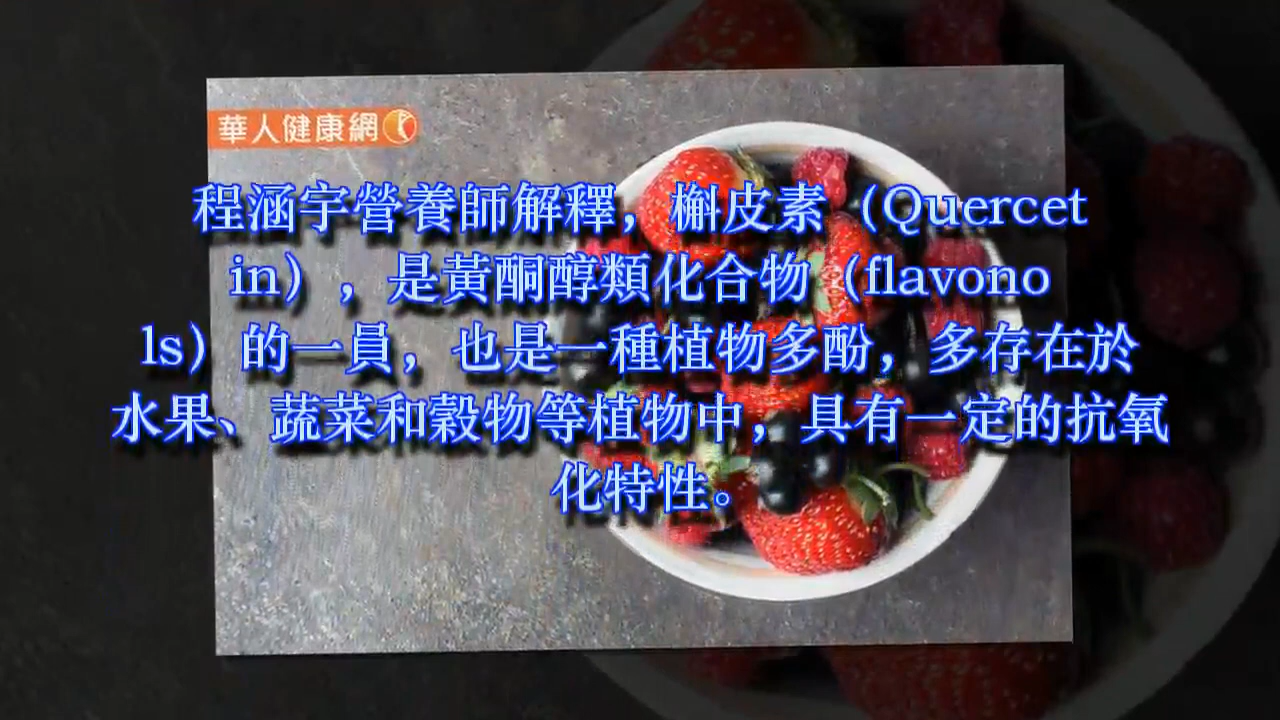 華人健康網
程涵宇營養師解釋，槲皮素（Quercet
in），是黃酮醇類化合物（flavono
ls）的一員，也是一種植物多酚，多存在於
水果、蔬菜和穀物等植物中，具有一定的抗氧
化特性。